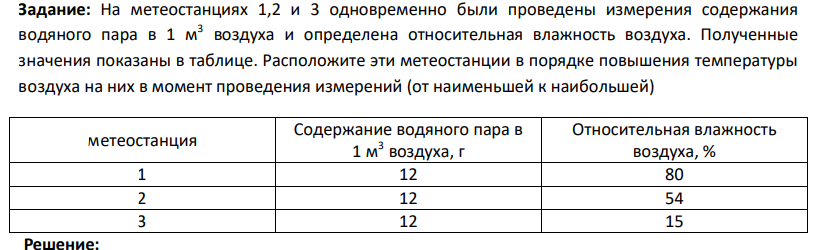 Задание: На метеостанциях 1,2 и 3 одновременно были проведены измерения содержания
водяного пара в 1 м³ воздуха и определена относительная влажность воздуха. Полученные
значения показаны в таблице. Расположите эти метеостанции в порядке повышения температуры
воздуха на них в момент проведения измерений (от наименьшей к наибольшей)
метеостанция Содержание водяного пара в 1 м³ воздуха, г Относительная влажность воздуха, %
1 12 80
2 12 54
3 12 15
Решение: